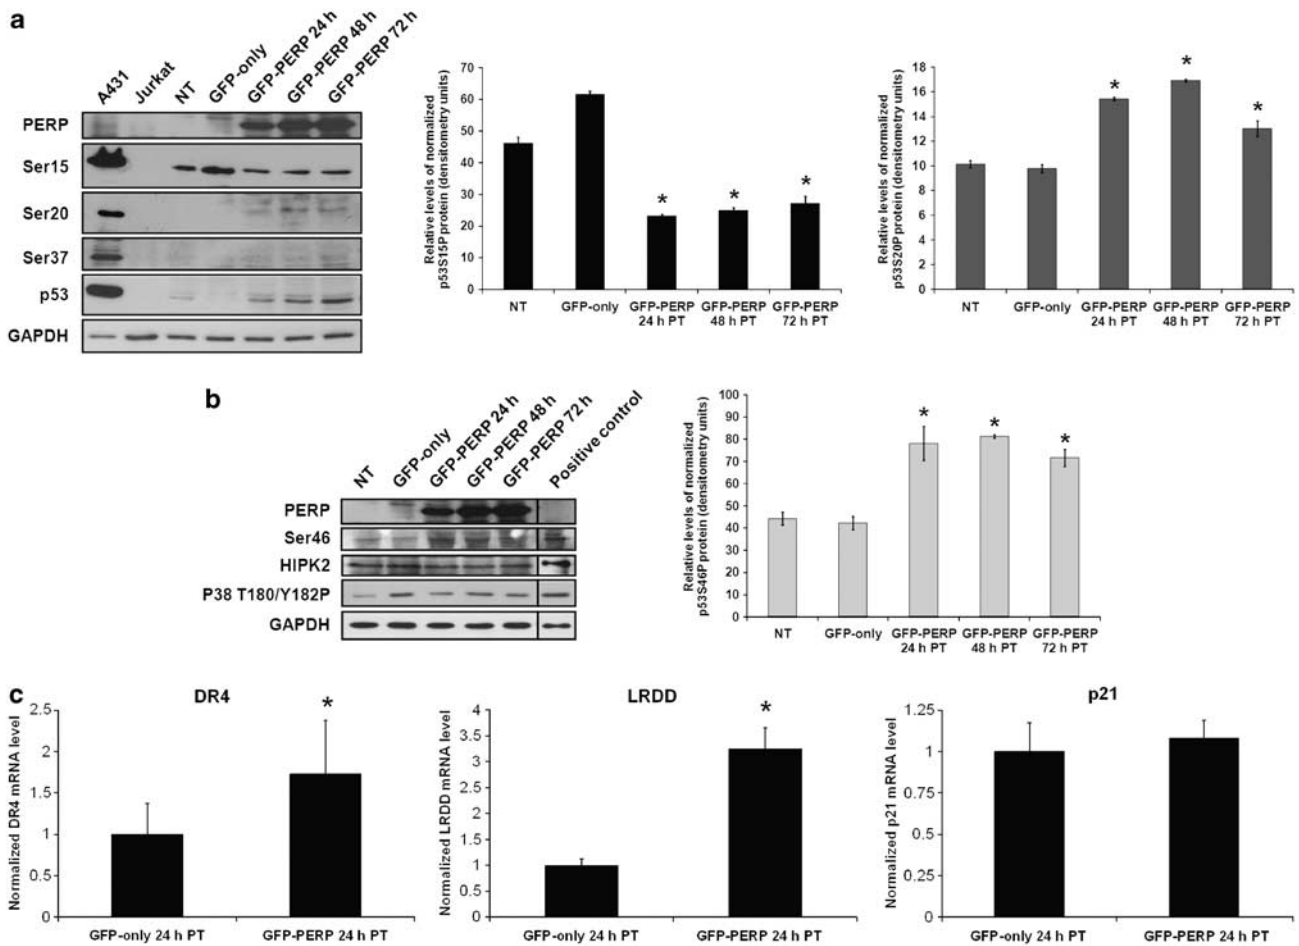 a
A431
Jurkat
NT
GFP-only
GFP-PERP 24 h
GFP-PERP 48 h
GFP-PERP 72 h
PERP
Ser15
Ser20
Ser37
p53
GAPDH
Relative levels of normalized
p53S15P protein (densitometry units)
70
60
50
40
30
20
10
0
* * *
NT
GFP-only
GFP-PERP
24 h PT
GFP-PERP
48 h PT
GFP-PERP
72 h PT
Relative levels of normalized
p53S20P protein (densitometry units)
18
16
14
12
10
8
6
4
2
0
* * *
NT
GFP-only
GFP-PERP
24 h PT
GFP-PERP
48 h PT
GFP-PERP
72 h PT
b
NT
GFP-only
GFP-PERP 24 h
GFP-PERP 48 h
GFP-PERP 72 h
Positive control
PERP
Ser46
HIPK2
P38 T180/Y182P
GAPDH
Relative levels of normalized
p53S46P protein (densitometry units)
100
90
80
70
60
50
40
30
20
10
0
* * *
NT
GFP-only
GFP-PERP
24 h PT
GFP-PERP
48 h PT
GFP-PERP
72 h PT
c
DR4
Normalized DR4 mRNA level
2.5
2
1.5
1
0.5
0
*
GFP-only 24 h PT
GFP-PERP 24 h PT
LRDD
Normalized LRDD mRNA level
4
3.5
3
2.5
2
1.5
1
0.5
0
*
GFP-only 24 h PT
GFP-PERP 24 h PT
p21
Normalized p21 mRNA level
1.25
1
0.75
0.5
0.25
0
GFP-only 24 h PT
GFP-PERP 24 h PT